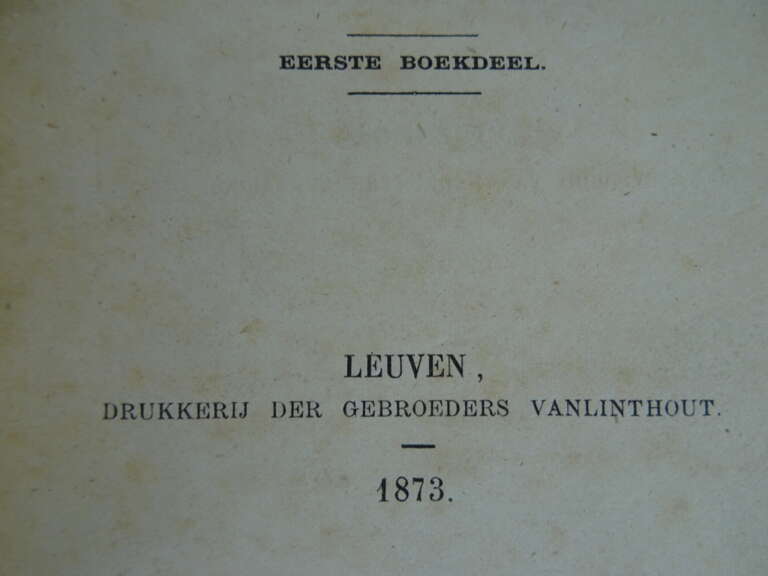 EERSTE BOEKDEEL.
LEUVEN,
DRUKKERIJ DER GEBROEDERS VANLINTHOUT.
1873.